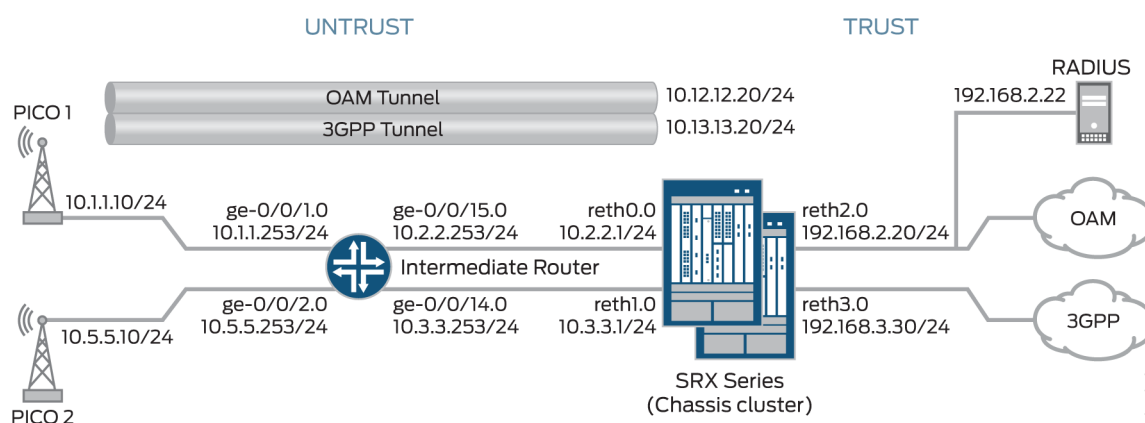 UNTRUST
TRUST
RADIUS
192.168.2.22
OAM Tunnel
10.12.12.20/24
3GPP Tunnel
10.13.13.20/24
PICO 1
10.1.1.10/24
ge-0/0/1.0
10.1.1.253/24
ge-0/0/15.0
10.2.2.253/24
reth0.0
10.2.2.1/24
reth2.0
192.168.2.20/24
OAM
Intermediate Router
ge-0/0/2.0
10.5.5.253/24
ge-0/0/14.0
10.3.3.253/24
reth1.0
10.3.3.1/24
reth3.0
192.168.3.30/24
3GPP
10.5.5.10/24
PICO 2
SRX Series
(Chassis cluster)